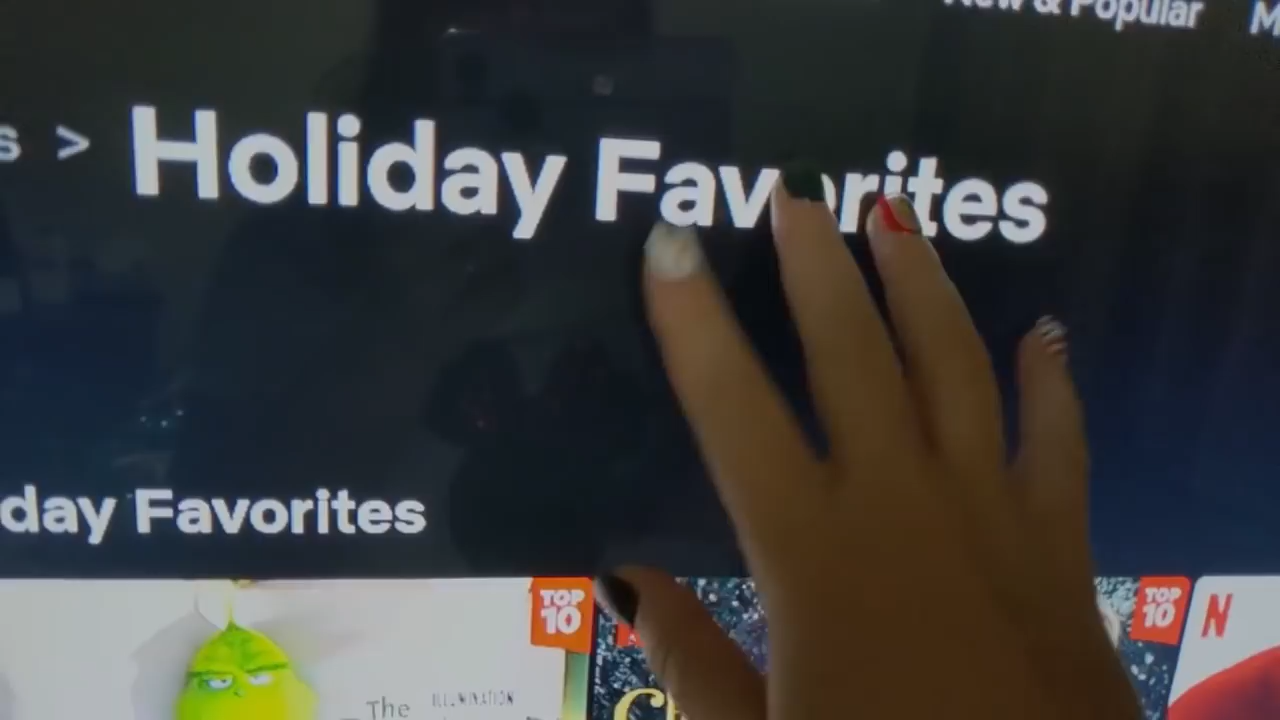 New & Popular
s > Holiday Favorites
day Favorites
TOP 10
TOP 10
N
The
ILLUMINATION